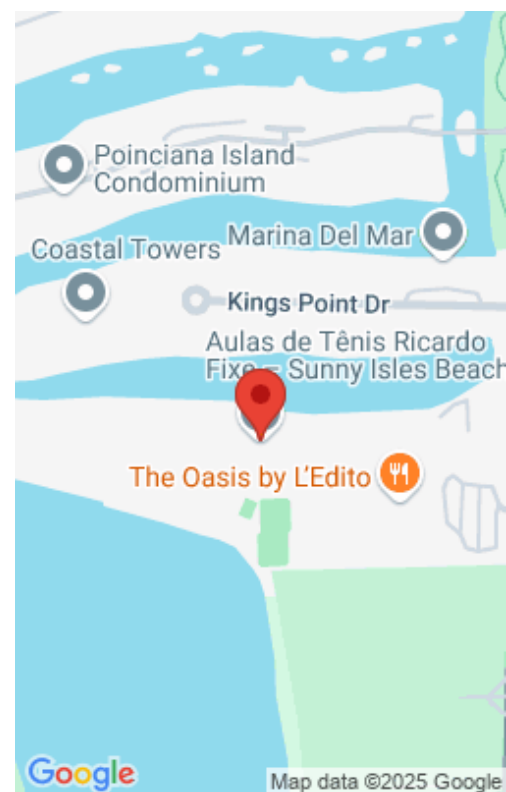 Poinciana Island
Condominium
Marina Del Mar
Coastal Towers
Kings Point Dr
Aulas de Tênis Ricardo
Fixe – Sunny Isles Beach
The Oasis by L'Edito
Google
Map data ©2025 Google